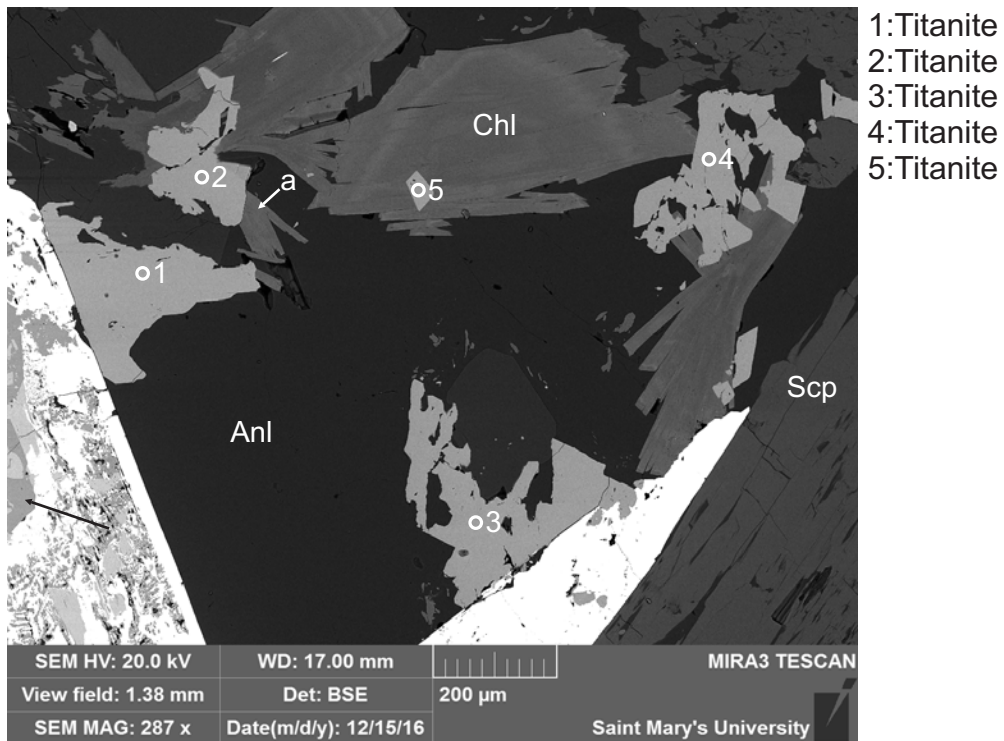 1:Titanite
2:Titanite
3:Titanite
4:Titanite
5:Titanite
Chl
2
a
5
4
1
Scp
Anl
3
SEM HV: 20.0 kV WD: 17.00 mm MIRA3 TESCAN
View field: 1.38 mm Det: BSE 200 µm
SEM MAG: 287 x Date(m/d/y): 12/15/16 Saint Mary's University